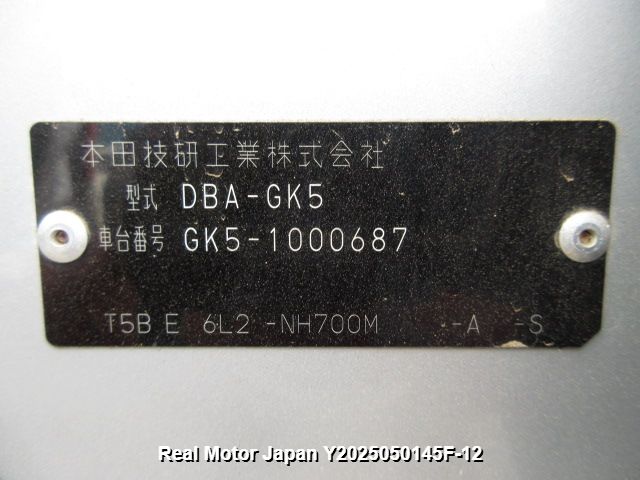 本田技研工業株式会社
型式 DBA-GK5
車台番号 GK5-1000687
T5B E 6L2 -NH700M -A -S
Real Motor Japan Y2025050145F-12